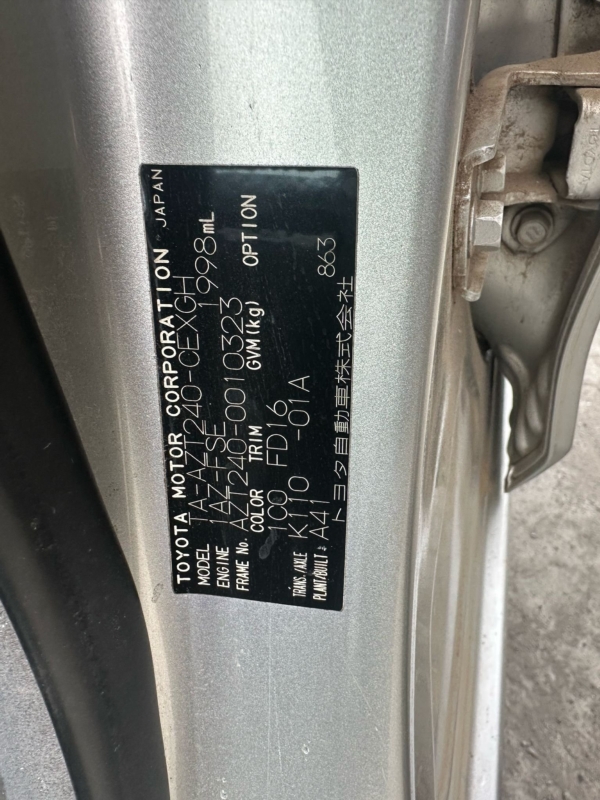 TOYOTA MOTOR CORPORATION JAPAN
MODEL TA-AZT240-CEXGH
ENGINE 1AZ-FSE 1998mL
FRAME No. AZT240-0010323
COLOR TRIM GVM(kg) OPTION
1C0 FD16
TRANS./AXLE K110 -01A
PLANT/BUILT A41 863
トヨタ自動車株式会社